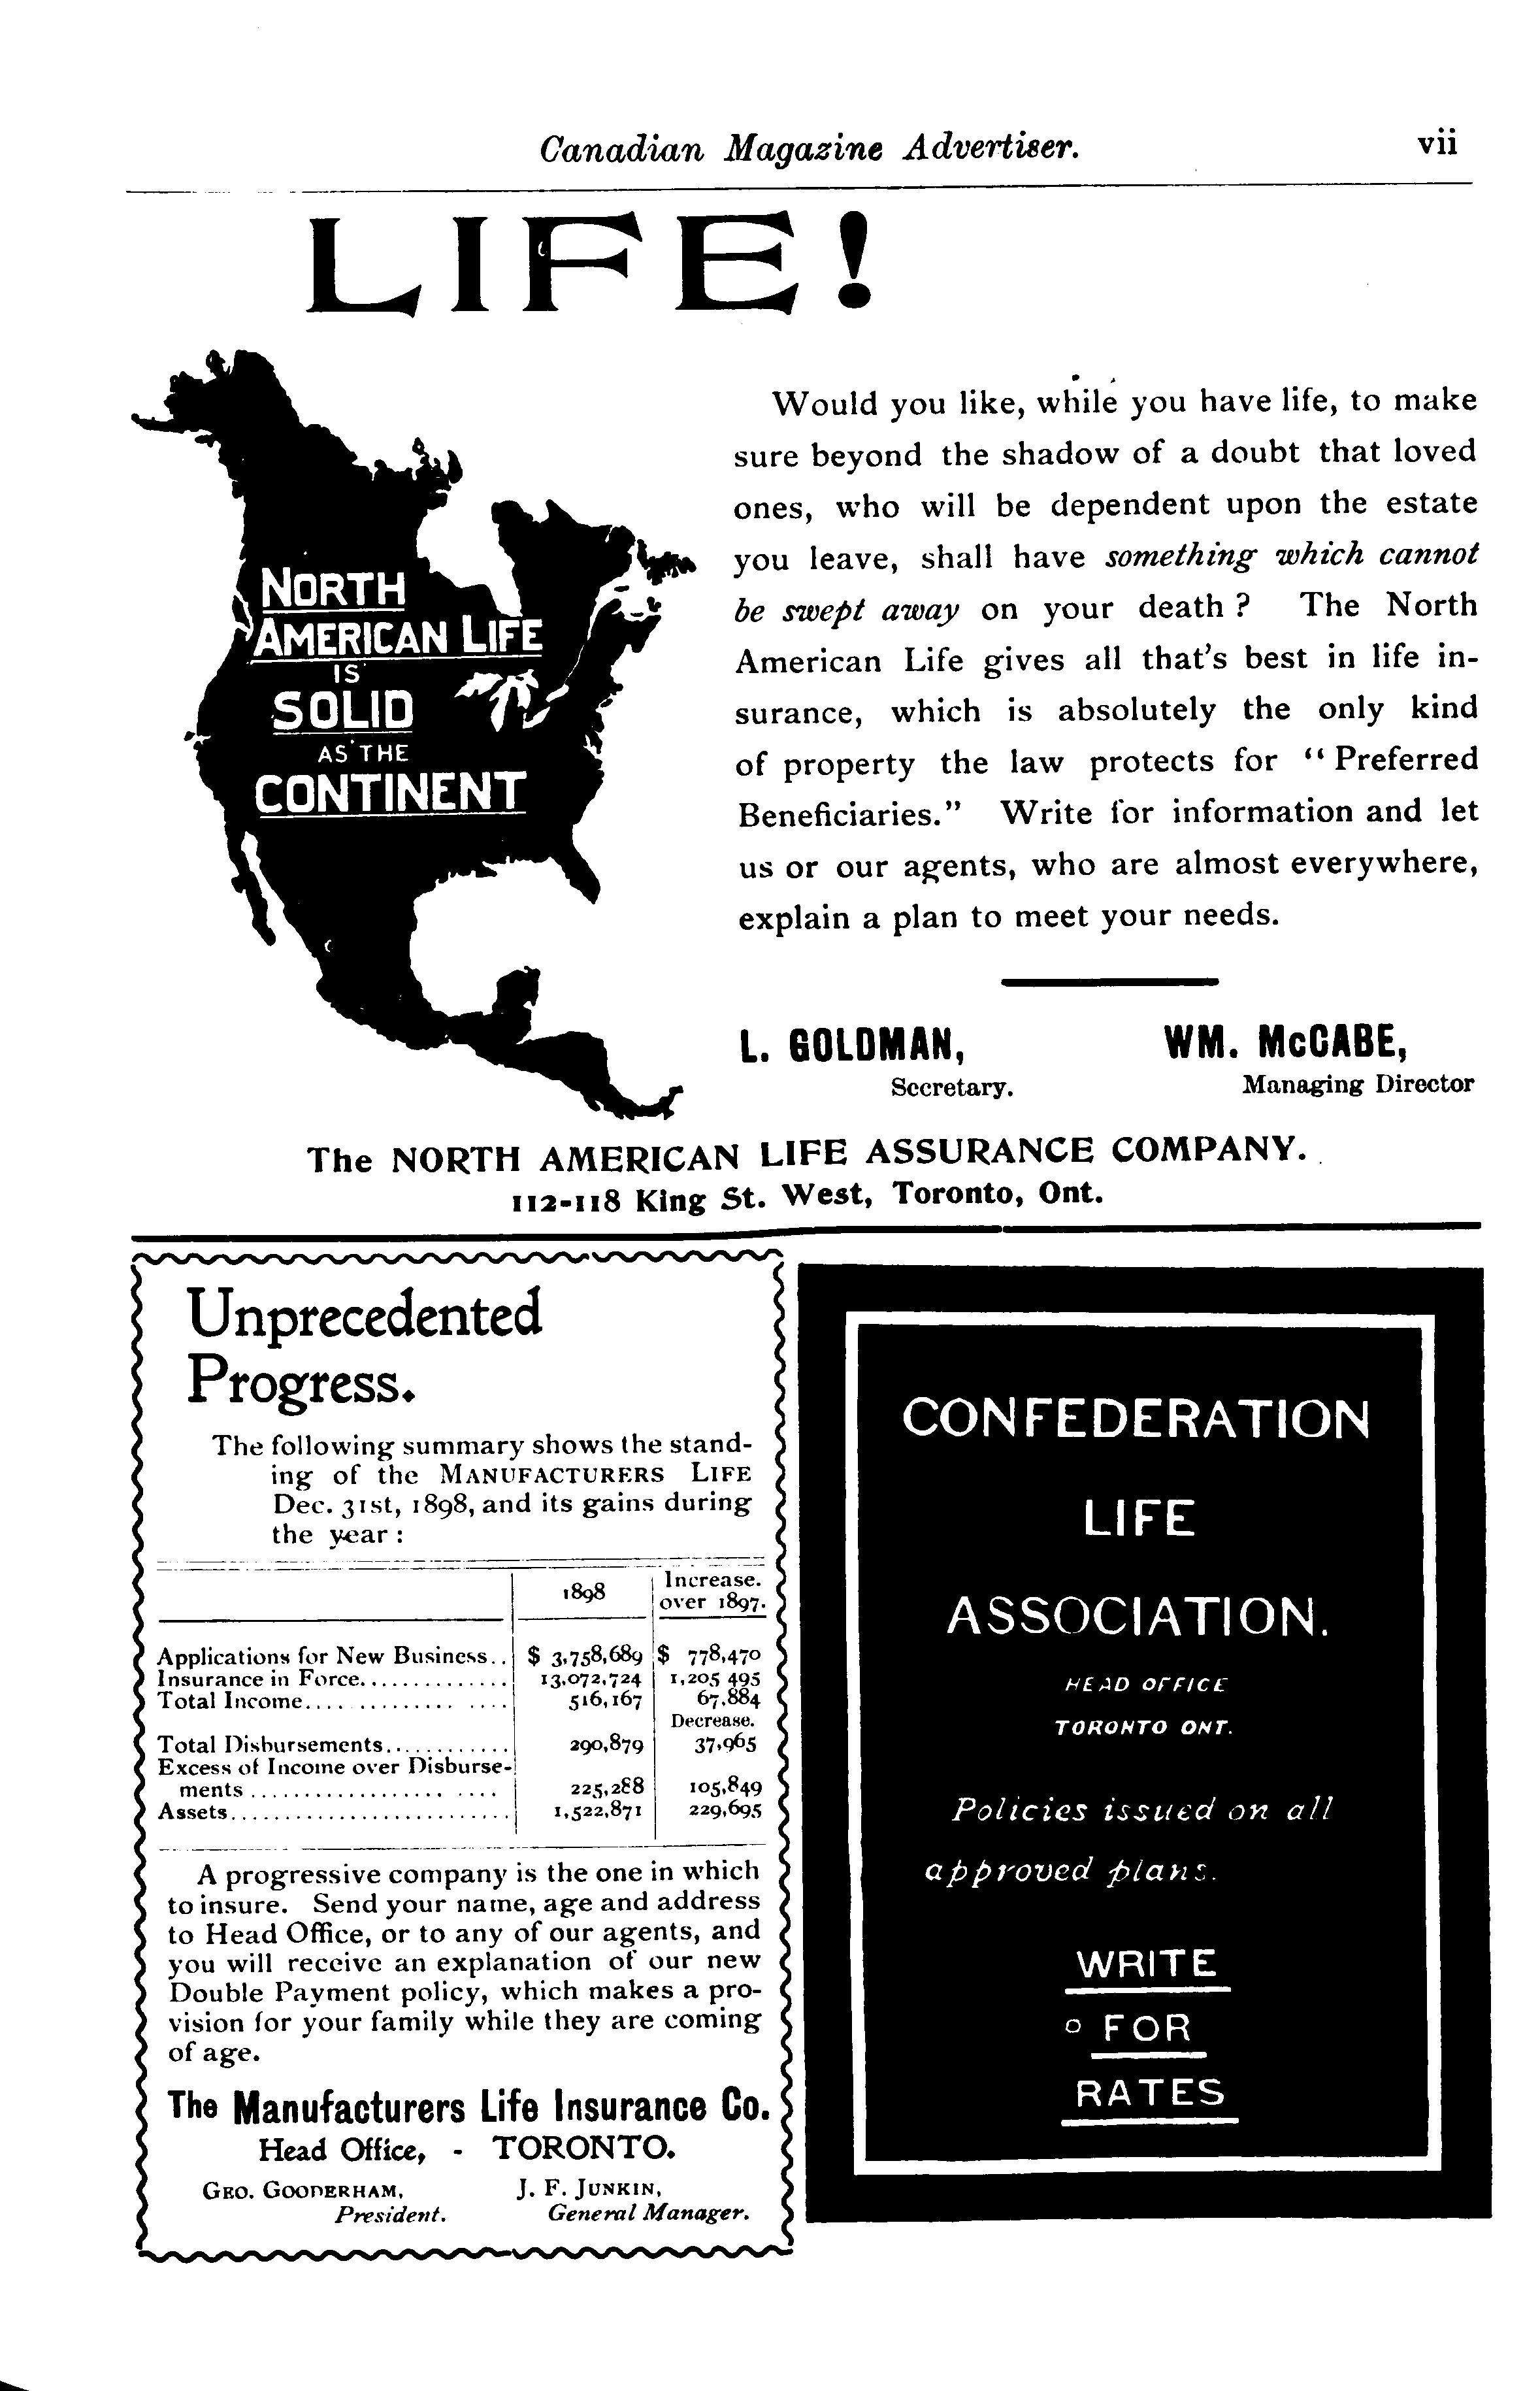 Canadian Magazine Advertiser. vii
LIFE!
NORTH
AMERICAN LIFE
IS
SOLID
AS THE
CONTINENT
Would you like, while you have life, to make
sure beyond the shadow of a doubt that loved
ones, who will be dependent upon the estate
you leave, shall have something which cannot
be swept away on your death ? The North
American Life gives all that's best in life in-
surance, which is absolutely the only kind
of property the law protects for “ Preferred
Beneficiaries.” Write for information and let
us or our agents, who are almost everywhere,
explain a plan to meet your needs.
L. GOLDMAN, WM. McCABE,
Secretary. Managing Director
The NORTH AMERICAN LIFE ASSURANCE COMPANY.
112-118 King St. West, Toronto, Ont.
Unprecedented
Progress.
The following summary shows the stand-
ing of the MANUFACTURERS LIFE
Dec. 31st, 1898, and its gains during
the year :
1898 Increase.
over 1897.
Applications for New Business.. $ 3,758,689 $ 778,470
Insurance in Force.............. 13,072,724 1,205 495
Total Income................... 516,167 67,884
Decrease.
Total Disbursements............ 290,879 37,965
Excess of Income over Disburse-
ments ....................... 225,288 105,849
Assets.......................... 1,522,871 229,695
A progressive company is the one in which
to insure. Send your name, age and address
to Head Office, or to any of our agents, and
you will receive an explanation of our new
Double Payment policy, which makes a pro-
vision for your family while they are coming
of age.
The Manufacturers Life Insurance Co.
Head Office, - TORONTO.
GEO. GOODERHAM, J. F. JUNKIN,
President. General Manager.
CONFEDERATION
LIFE
ASSOCIATION.
HEAD OFFICE
TORONTO ONT.
Policies issued on all
approved plans.
WRITE
FOR
RATES